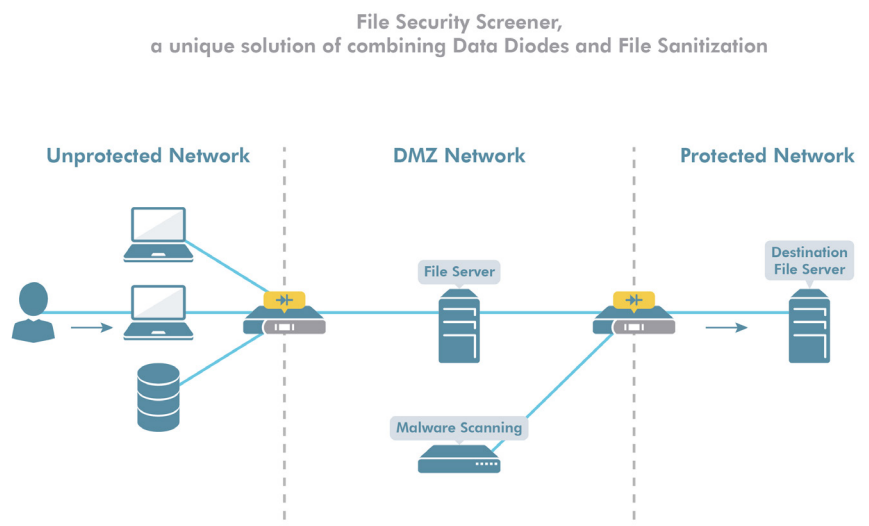 File Security Screener,
a unique solution of combining Data Diodes and File Sanitization
Unprotected Network
DMZ Network
Protected Network
File Server
Destination
File Server
Malware Scanning